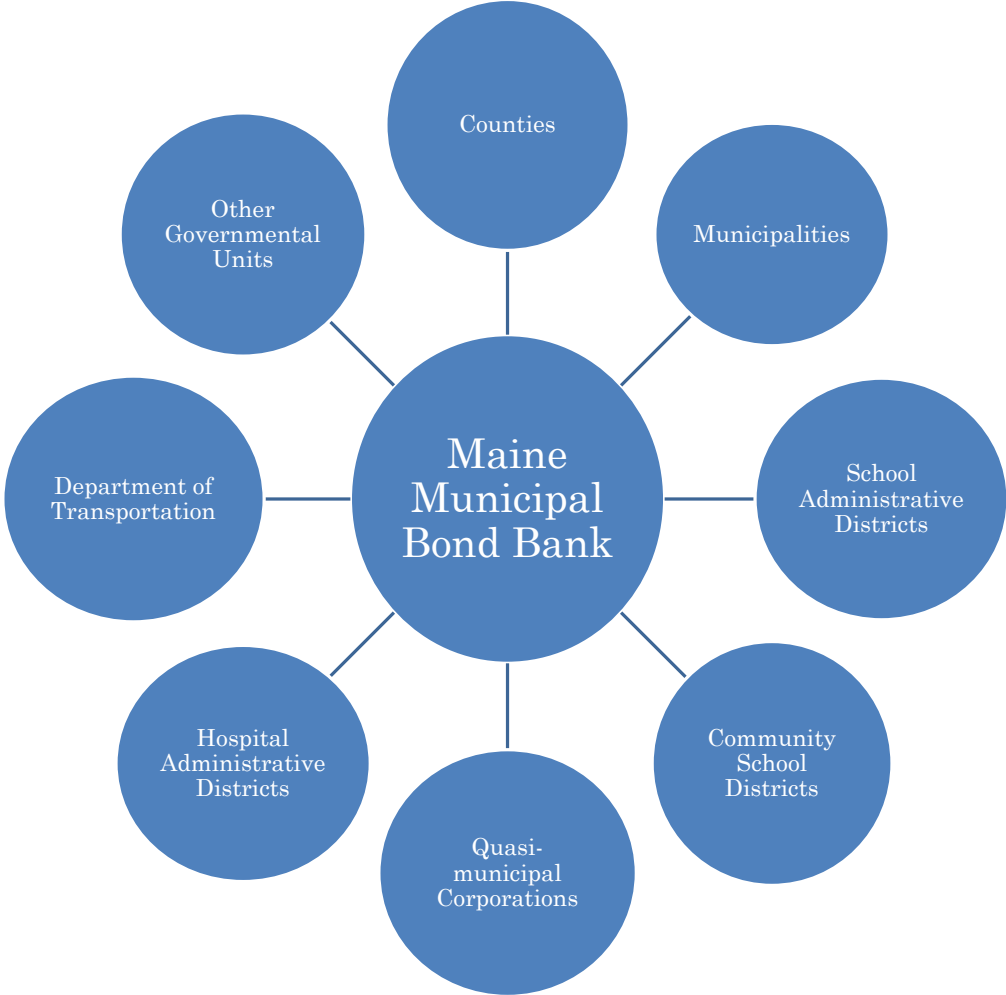 Counties
Municipalities
School
Administrative
Districts
Community
School
Districts
Quasi-
municipal
Corporations
Hospital
Administrative
Districts
Department of
Transportation
Other
Governmental
Units
Maine
Municipal
Bond Bank